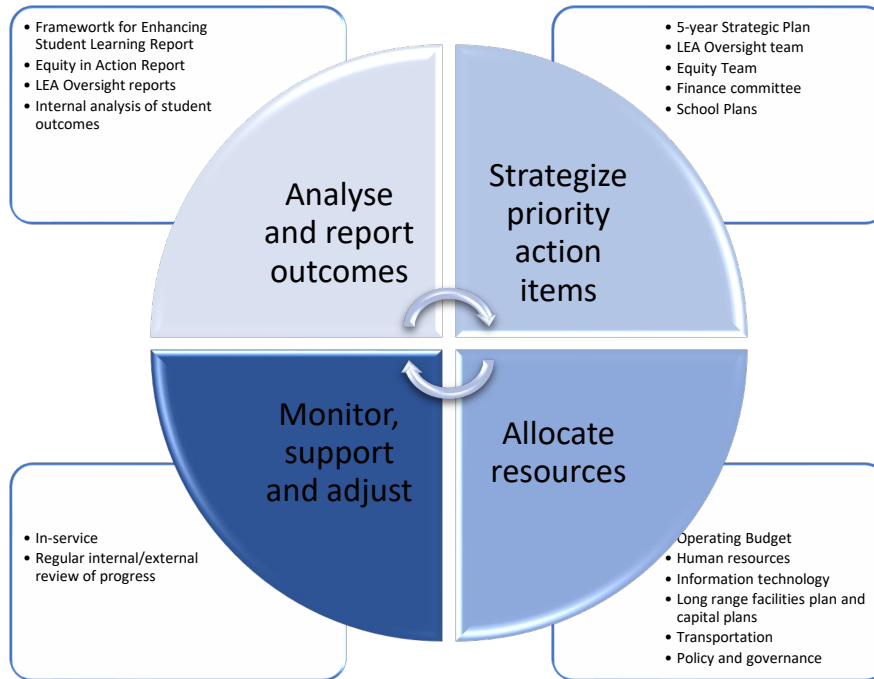 • Framewortk for Enhancing
Student Learning Report
• Equity in Action Report
• LEA Oversight reports
• Internal analysis of student
outcomes
• 5-year Strategic Plan
• LEA Oversight team
• Equity Team
• Finance committee
• School Plans
Analyse
and report
outcomes
Strategize
priority
action
items
Monitor,
support
and adjust
Allocate
resources
• In-service
• Regular internal/external
review of progress
Operating Budget
• Human resources
• Information technology
• Long range facilities plan and
capital plans
• Transportation
• Policy and governance